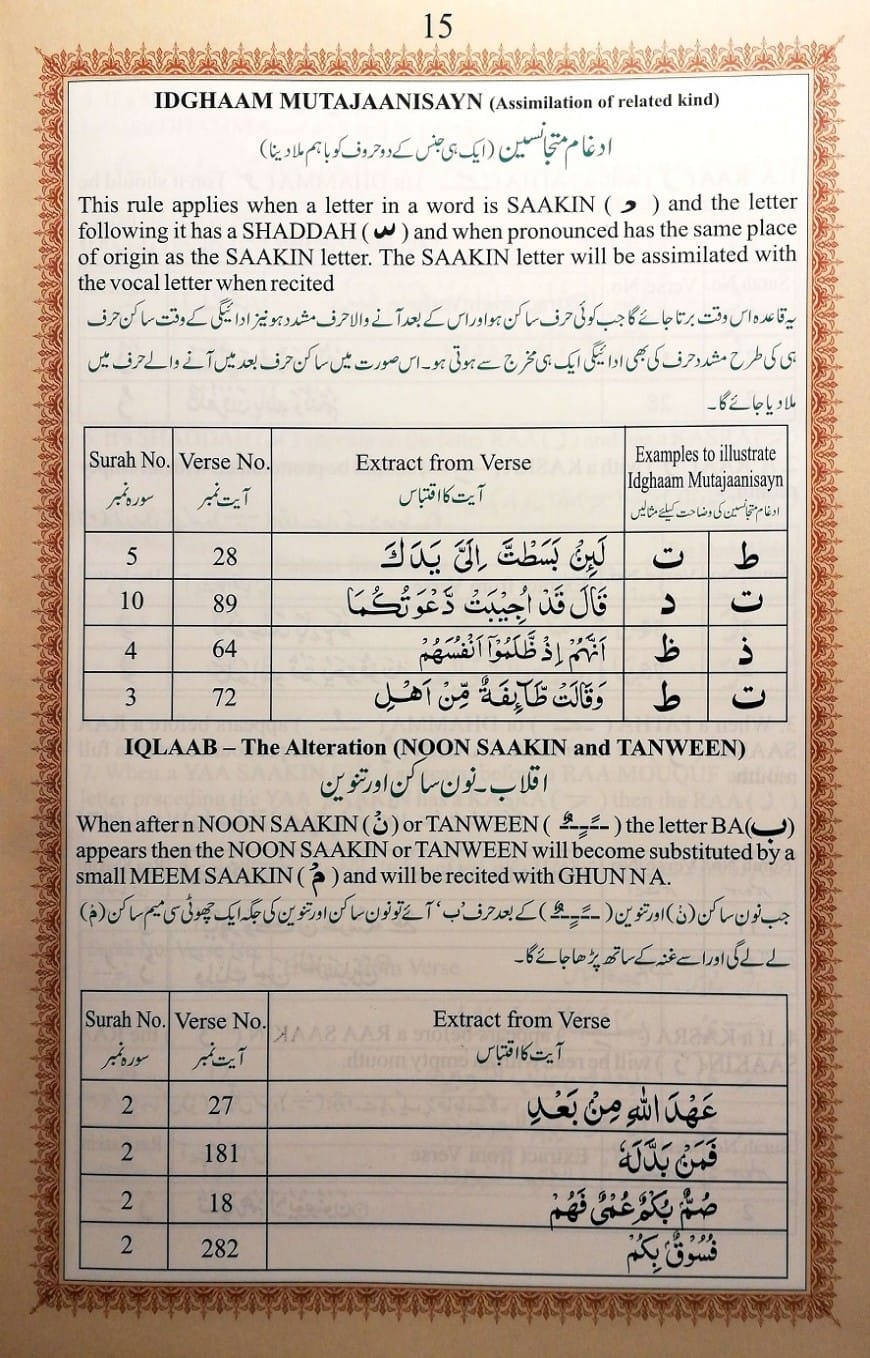 15
IDGHAAM MUTAJAANISAYN (Assimilation of related kind)
ادغام متجانسین (ایک ہی جنس کے دو حروف کو باہم ملا دینا)
This rule applies when a letter in a word is SAAKIN ( ) and the letter
following it has a SHADDAH ( ) and when pronounced has the same place
of origin as the SAAKIN letter. The SAAKIN letter will be assimilated with
the vocal letter when recited
یہ قاعدہ اس وقت برتا جائے گا جب کوئی حرف ساکن ہو اور اس کے بعد آنے والا حرف مشدد ہو نیز ادائیگی کے وقت ساکن حرف
ہی کی طرح مشدد حرف کی بھی ادائیگی ایک ہی مخرج سے ہوتی ہو۔ اس صورت میں ساکن حرف بعد میں آنے والے حرف میں
ملا دیا جائے گا۔
Surah No. Verse No. Extract from Verse Examples to illustrate
Idghaam Mutajaanisayn
سورہ نمبر آیت نمبر آیت کا اقتباس ادغام متجانسین کی وضاحت کیلئے مثالیں
5 28 لَئِنْۢ بَسَطْتَّ اِلَیَّ یَدَكَ ت ط
10 89 قَالَ قَدْ اُجِیْبَتْ دَّعْوَتُكُمَا د ت
4 64 اَنَّهُمْ اِذْ ظَّلَمُوْۤا اَنْفُسَهُمْ ظ ذ
3 72 وَقَالَتْ طَّآئِفَةٌ مِّنْ اَهْلِ ط ت
IQLAAB – The Alteration (NOON SAAKIN and TANWEEN)
اقلاب۔ نون ساکن اور تنوین
When after n NOON SAAKIN (نْ) or TANWEEN ( ـًـٍـٌ ) the letter BA(ب)
appears then the NOON SAAKIN or TANWEEN will become substituted by a
small MEEM SAAKIN ( مْ ) and will be recited with GHUNNA.
جب نون ساکن (نْ) اور تنوین ( ـًـٍـٌ ) کے بعد حرف 'ب' آئے تو نون ساکن اور تنوین کی جگہ ایک چھوٹی سی میم ساکن (مْ)
لے لے گی اور اسے غنہ کے ساتھ پڑھا جائے گا۔
Surah No. Verse No. Extract from Verse
سورہ نمبر آیت نمبر آیت کا اقتباس
2 27 عَهْدَ اللّٰهِ مِنْۢ بَعْدِ
2 181 فَمَنْۢ بَدَّلَهٗ
2 18 صُمٌّۢ بُكْمٌ عُمْیٌ فَهُمْ
2 282 فُسُوْقٌۢ بِكُمْ